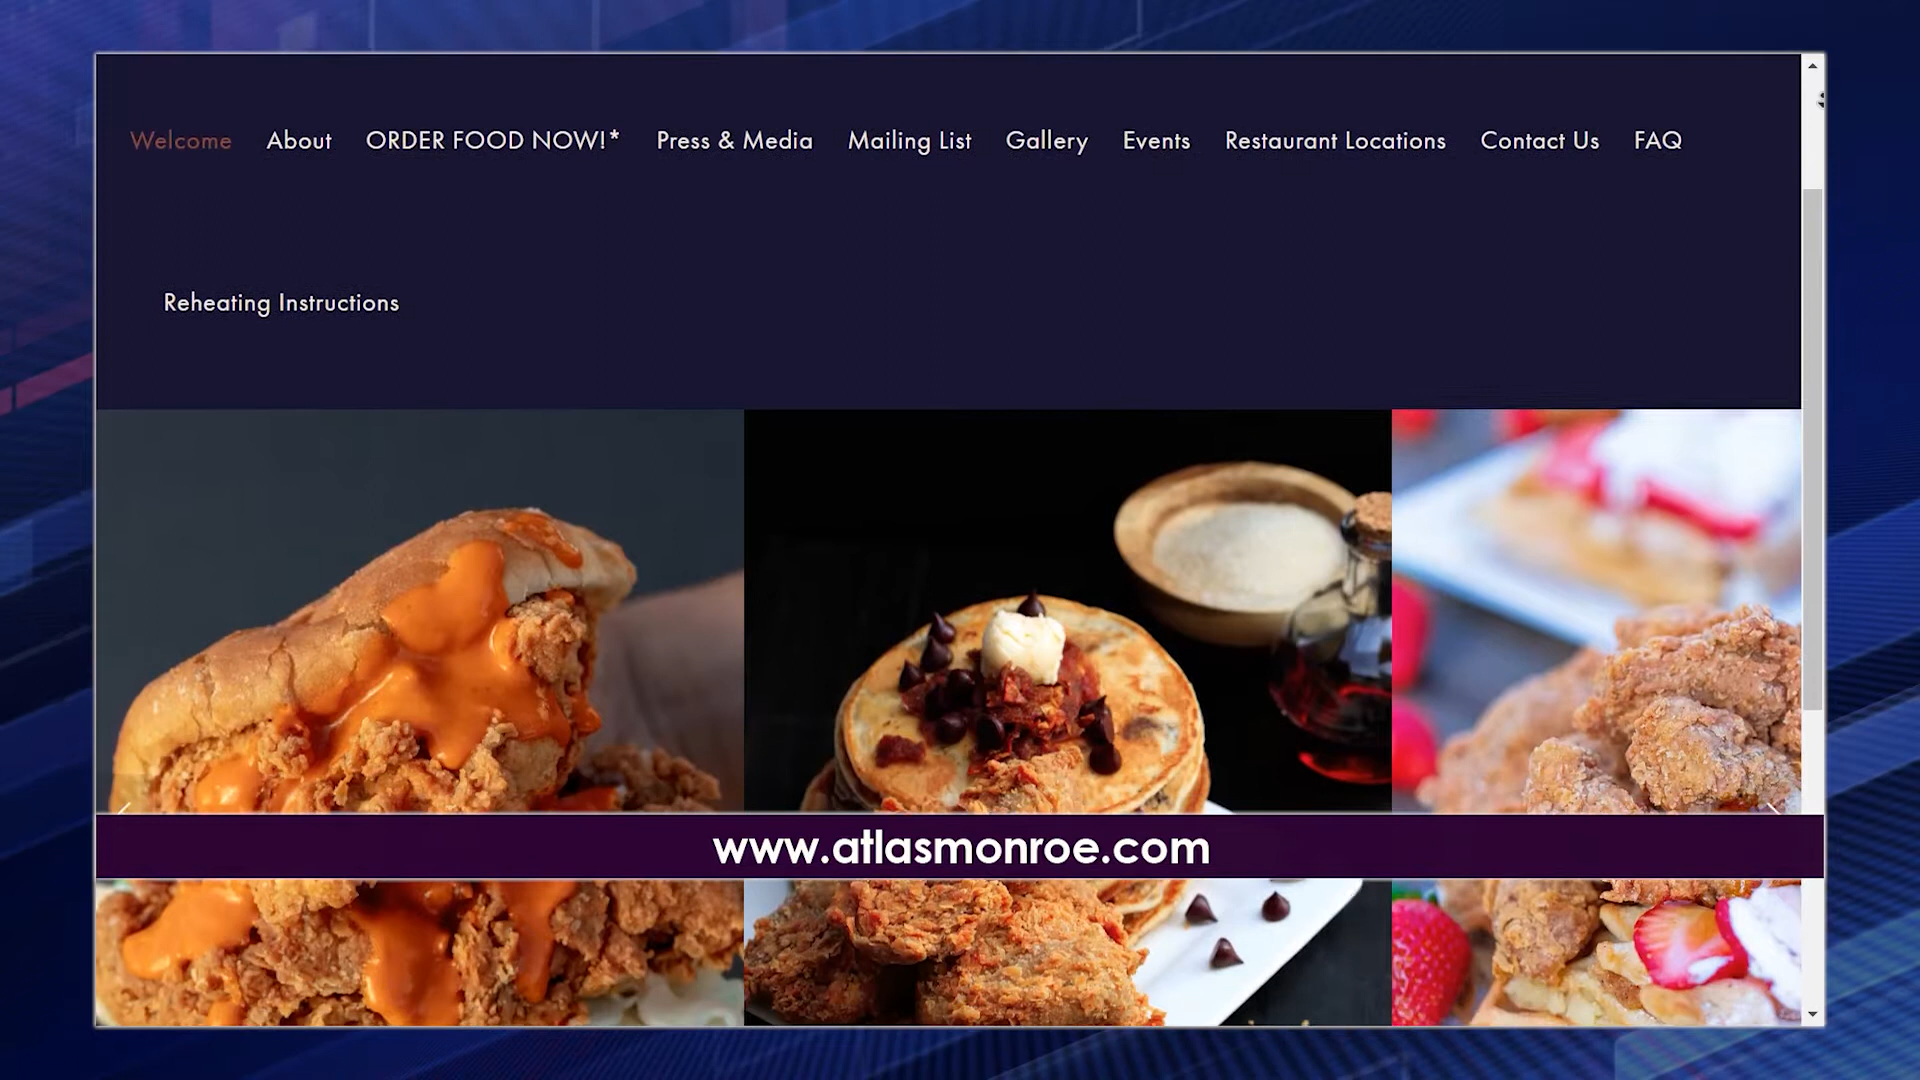 Welcome About ORDER FOOD NOW!* Press & Media Mailing List Gallery Events Restaurant Locations Contact Us FAQ
Reheating Instructions
www.atlasmonroe.com